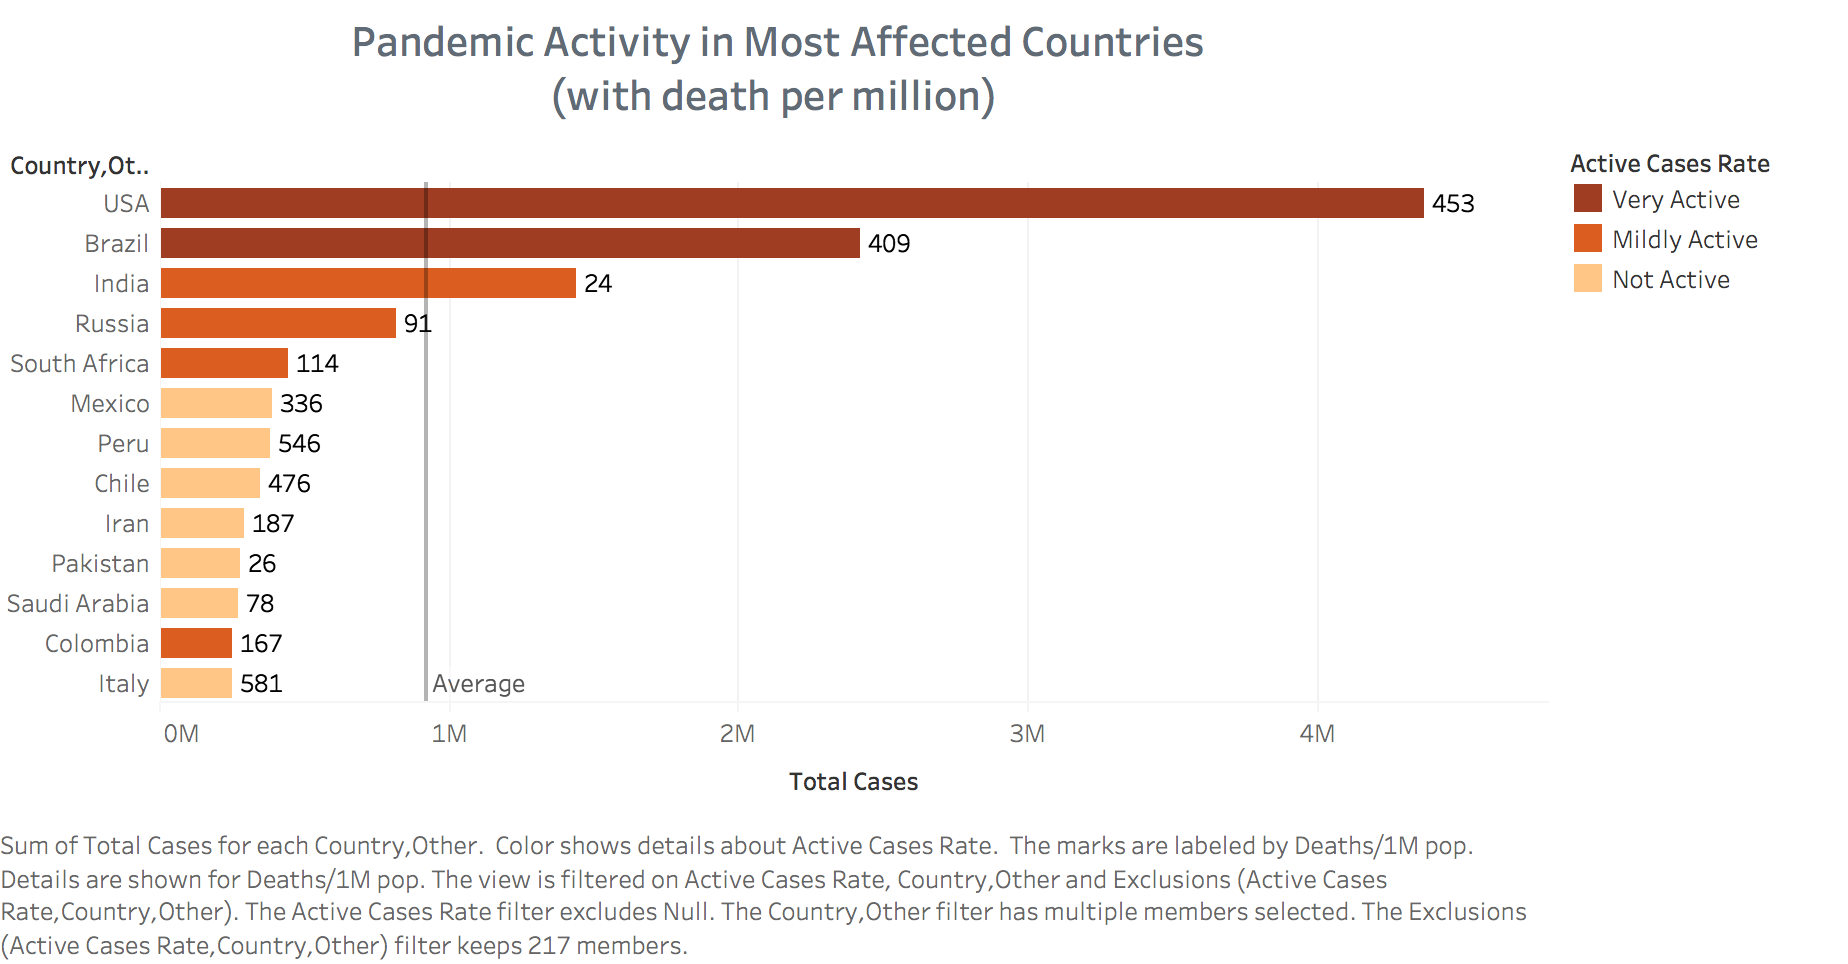 Pandemic Activity in Most Affected Countries
(with death per million)
Country,Ot..
USA 453
Brazil 409
India 24
Russia 91
South Africa 114
Mexico 336
Peru 546
Chile 476
Iran 187
Pakistan 26
Saudi Arabia 78
Colombia 167
Italy 581 Average
0M 1M 2M 3M 4M
Total Cases
Active Cases Rate
Very Active
Mildly Active
Not Active
Sum of Total Cases for each Country,Other.  Color shows details about Active Cases Rate.  The marks are labeled by Deaths/1M pop.
Details are shown for Deaths/1M pop. The view is filtered on Active Cases Rate, Country,Other and Exclusions (Active Cases
Rate,Country,Other). The Active Cases Rate filter excludes Null. The Country,Other filter has multiple members selected. The Exclusions
(Active Cases Rate,Country,Other) filter keeps 217 members.